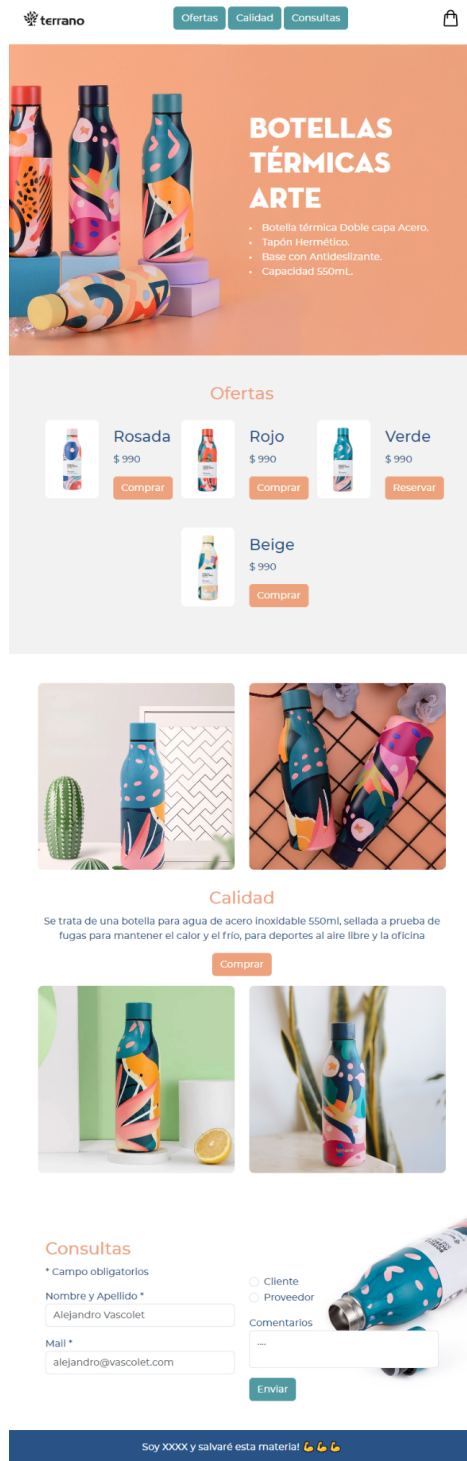 terrano
Ofertas Calidad Consultas
BOTELLAS
TÉRMICAS
ARTE
• Botella térmica Doble capa Acero.
• Tapón Hermético.
• Base con Antideslizante.
• Capacidad 550mL.
Ofertas
Rosada
$ 990
Comprar
Rojo
$ 990
Comprar
Verde
$ 990
Reservar
Beige
$ 990
Comprar
Calidad
Se trata de una botella para agua de acero inoxidable 550ml, sellada a prueba de
fugas para mantener el calor y el frío, para deportes al aire libre y la oficina
Comprar
Consultas
* Campo obligatorios
Nombre y Apellido *
Alejandro Vascolet
Mail *
alejandro@vascolet.com
Cliente
Proveedor
Comentarios
....
Enviar
Soy XXXX y salvaré esta materia! 💪💪💪